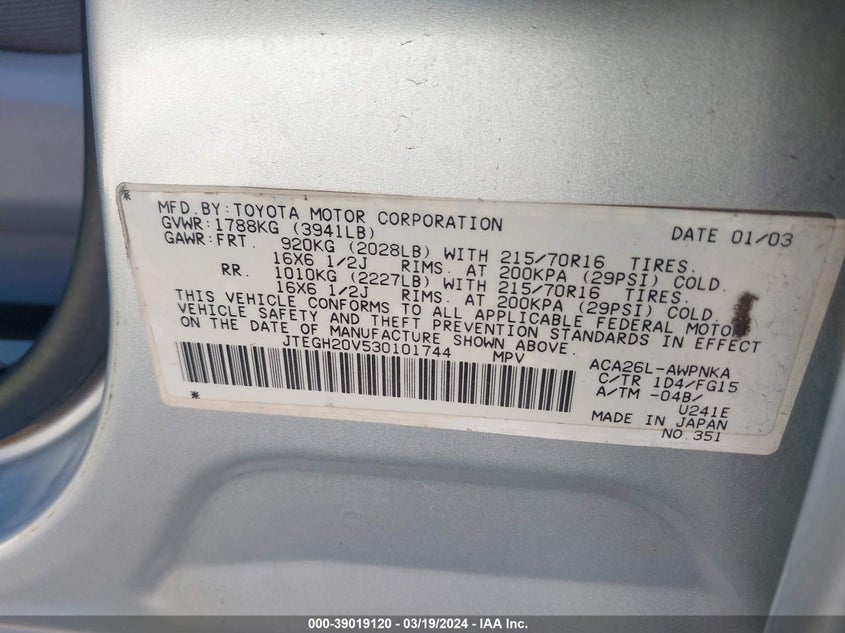 MFD.BY:TOYOTA MOTOR CORPORATION DATE 01/03
GVWR:1788KG (3941LB)
GAWR:FRT. 920KG (2028LB) WITH 215/70R16 TIRES.
16X6 1/2J RIMS. AT 200KPA (29PSI) COLD.
RR. 1010KG (2227LB) WITH 215/70R16 TIRES.
16X6 1/2J RIMS. AT 200KPA (29PSI) COLD.
THIS VEHICLE CONFORMS TO ALL APPLICABLE FEDERAL MOTOR
VEHICLE SAFETY AND THEFT PREVENTION STANDARDS IN EFFECT
ON THE DATE OF MANUFACTURE SHOWN ABOVE.
JTEGH20V530101744 MPV
ACA26L-AWPNKA
C/TR 1D4/FG15
A/TM -04B/
U241E
MADE IN JAPAN
NO.351
000-39019120 - 03/19/2024 - IAA Inc.